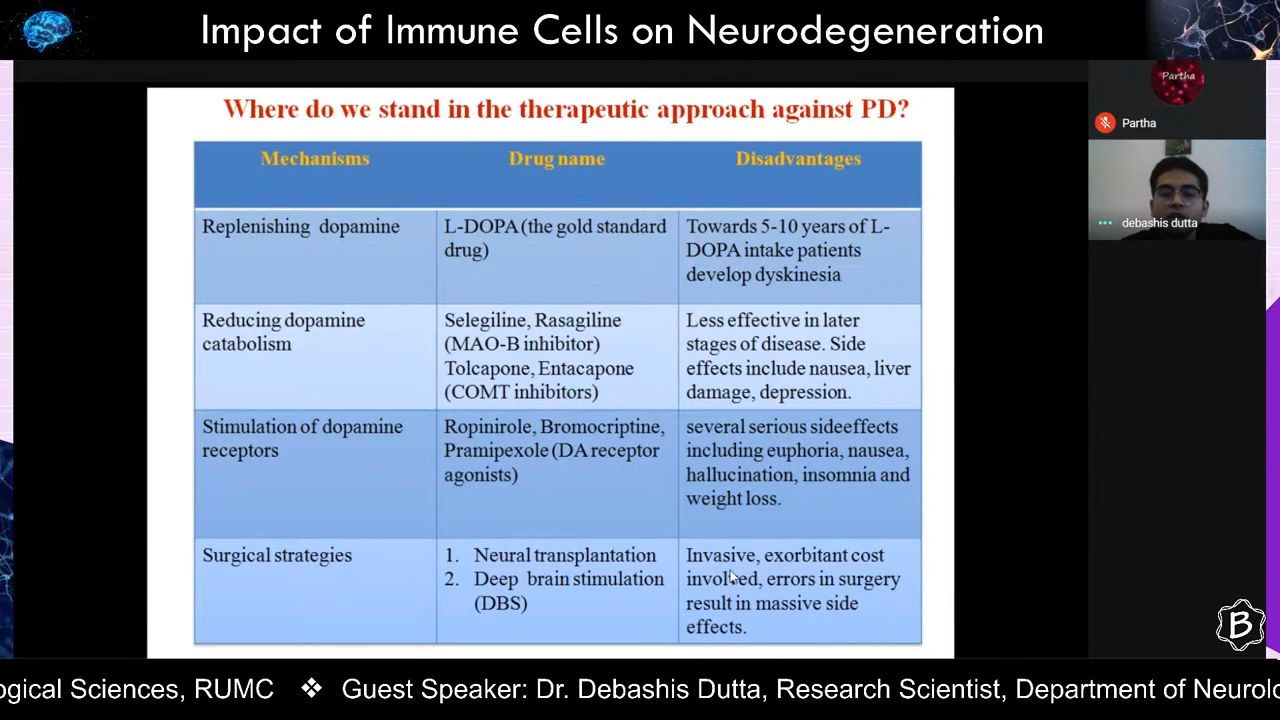 Impact of Immune Cells on Neurodegeneration
Partha
Partha
debashis dutta
Where do we stand in the therapeutic approach against PD?
Mechanisms
Drug name
Disadvantages
Replenishing dopamine
L-DOPA (the gold standard
drug)
Towards 5-10 years of L-
DOPA intake patients
develop dyskinesia
Reducing dopamine
catabolism
Selegiline, Rasagiline
(MAO-B inhibitor)
Tolcapone, Entacapone
(COMT inhibitors)
Less effective in later
stages of disease. Side
effects include nausea, liver
damage, depression.
Stimulation of dopamine
receptors
Ropinirole, Bromocriptine,
Pramipexole (DA receptor
agonists)
several serious sideeffects
including euphoria, nausea,
hallucination, insomnia and
weight loss.
Surgical strategies
1. Neural transplantation
2. Deep brain stimulation
(DBS)
Invasive, exorbitant cost
involved, errors in surgery
result in massive side
effects.
B
ogical Sciences, RUMC ❖ Guest Speaker: Dr. Debashis Dutta, Research Scientist, Department of Neurolo